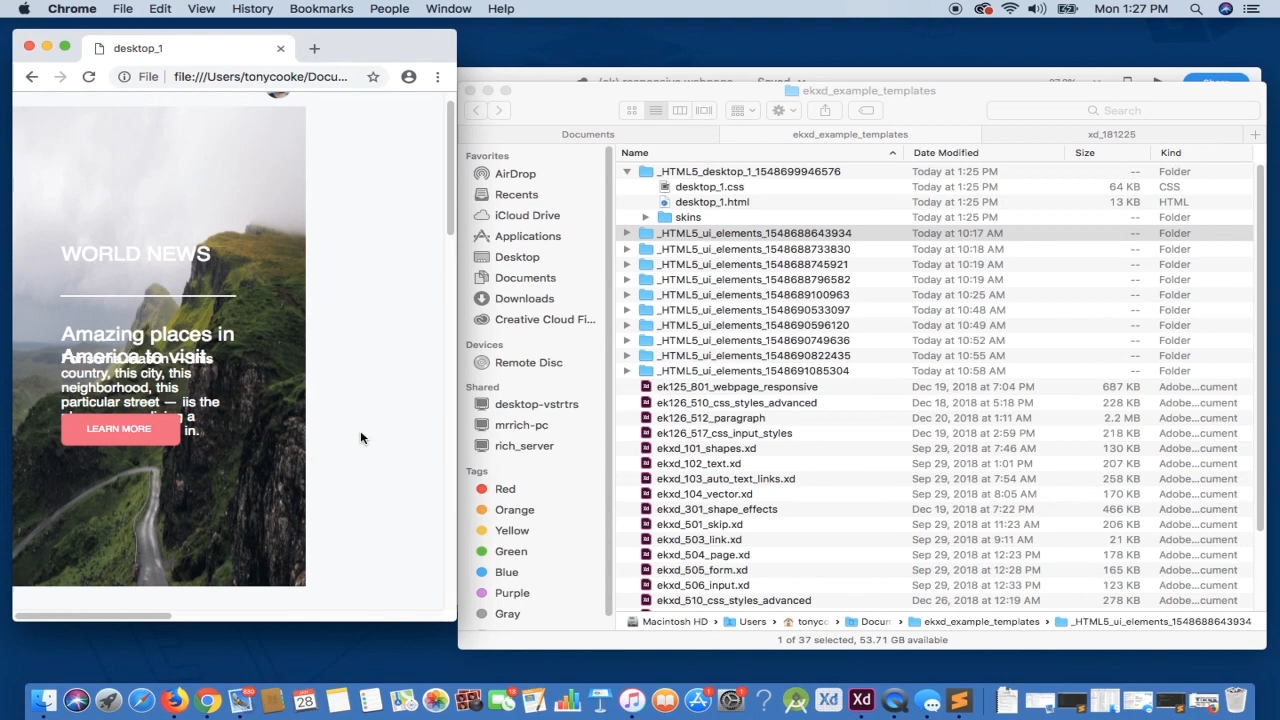 Chrome File Edit View History Bookmarks People Window Help Mon 1:27 PM
desktop_1
File file:///Users/tonycooke/Docu...
WORLD NEWS
Amazing places in
America to visit.
country, this city, this
neighborhood, this
particular street — iis the
a
LEARN MORE in.
Saved
ekxd_example_templates
Search
Documents ekxd_example_templates xd_181225
Favorites
AirDrop
Recents
iCloud Drive
Applications
Desktop
Documents
Downloads
Creative Cloud Fi...
Devices
Remote Disc
Shared
desktop-vstrtrs
mrrich-pc
rich_server
Tags
Red
Orange
Yellow
Green
Blue
Purple
Gray
Name Date Modified Size Kind
_HTML5_desktop_1_1548699946576 Today at 1:25 PM -- Folder
desktop_1.css Today at 1:25 PM 64 KB CSS
desktop_1.html Today at 1:25 PM 13 KB HTML
skins Today at 1:25 PM -- Folder
_HTML5_ui_elements_1548688643934 Today at 10:17 AM -- Folder
_HTML5_ui_elements_1548688733830 Today at 10:18 AM -- Folder
_HTML5_ui_elements_1548688745921 Today at 10:19 AM -- Folder
_HTML5_ui_elements_1548688796582 Today at 10:19 AM -- Folder
_HTML5_ui_elements_1548689100963 Today at 10:25 AM -- Folder
_HTML5_ui_elements_1548690533097 Today at 10:48 AM -- Folder
_HTML5_ui_elements_1548690596120 Today at 10:49 AM -- Folder
_HTML5_ui_elements_1548690749636 Today at 10:52 AM -- Folder
_HTML5_ui_elements_1548690822435 Today at 10:55 AM -- Folder
_HTML5_ui_elements_1548691085304 Today at 10:58 AM -- Folder
ek125_801_webpage_responsive Dec 19, 2018 at 7:04 PM 687 KB Adobe...cument
ek126_510_css_styles_advanced Dec 18, 2018 at 5:18 PM 228 KB Adobe...cument
ek126_512_paragraph Dec 20, 2018 at 1:11 AM 2.2 MB Adobe...cument
ek126_517_css_input_styles Dec 19, 2018 at 2:59 PM 218 KB Adobe...cument
ekxd_101_shapes.xd Sep 29, 2018 at 7:46 AM 130 KB Adobe...cument
ekxd_102_text.xd Sep 29, 2018 at 1:01 PM 207 KB Adobe...cument
ekxd_103_auto_text_links.xd Sep 29, 2018 at 7:54 AM 258 KB Adobe...cument
ekxd_104_vector.xd Sep 29, 2018 at 8:05 AM 170 KB Adobe...cument
ekxd_301_shape_effects Dec 19, 2018 at 7:22 PM 466 KB Adobe...cument
ekxd_501_skip.xd Sep 29, 2018 at 11:23 AM 206 KB Adobe...cument
ekxd_503_link.xd Sep 29, 2018 at 9:11 AM 21 KB Adobe...cument
ekxd_504_page.xd Sep 29, 2018 at 12:23 PM 178 KB Adobe...cument
ekxd_505_form.xd Sep 29, 2018 at 12:28 PM 165 KB Adobe...cument
ekxd_506_input.xd Sep 29, 2018 at 12:33 PM 123 KB Adobe...cument
ekxd_510_css_styles_advanced Dec 26, 2018 at 12:19 AM 278 KB Adobe...cument
Macintosh HD Users tonyc Docum ekxd_example_templates _HTML5_ui_elements_1548688643934
1 of 37 selected, 53.71 GB available
JAN
28
Xd Xd